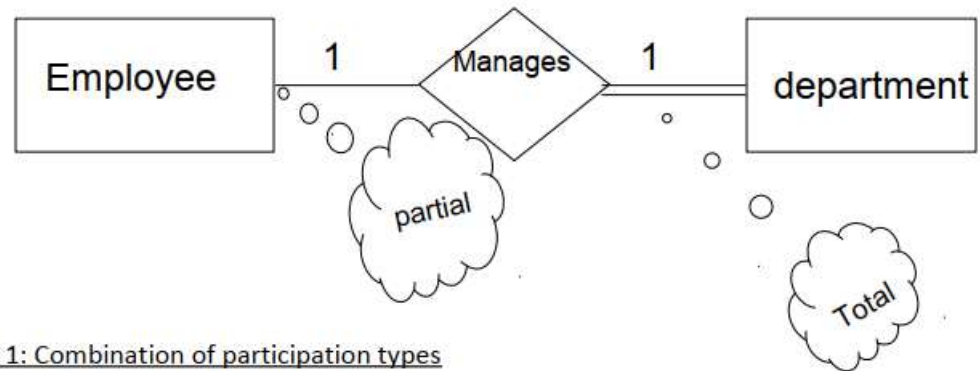 Employee
1
Manages
1
department
partial
Total
1: Combination of participation types